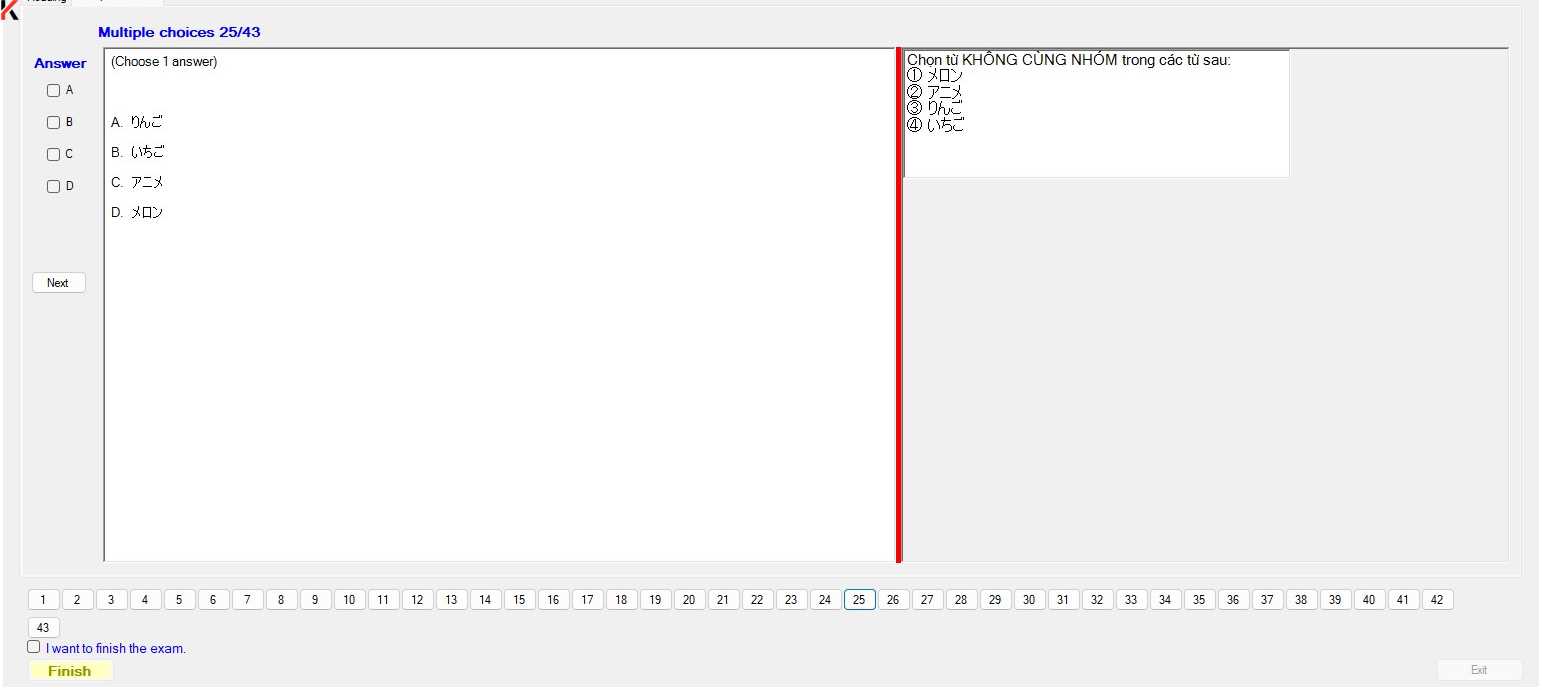 Multiple choices 25/43
Answer
A
B
C
D
Next
(Choose 1 answer)
A. りんご
B. いちご
C. アニメ
D. メロン
Chọn từ KHÔNG CÙNG NHÓM trong các từ sau:
① メロン
② アニメ
③ りんご
④ いちご
1 2 3 4 5 6 7 8 9 10 11 12 13 14 15 16 17 18 19 20 21 22 23 24 25 26 27 28 29 30 31 32 33 34 35 36 37 38 39 40 41 42
43
I want to finish the exam.
Finish
Exit